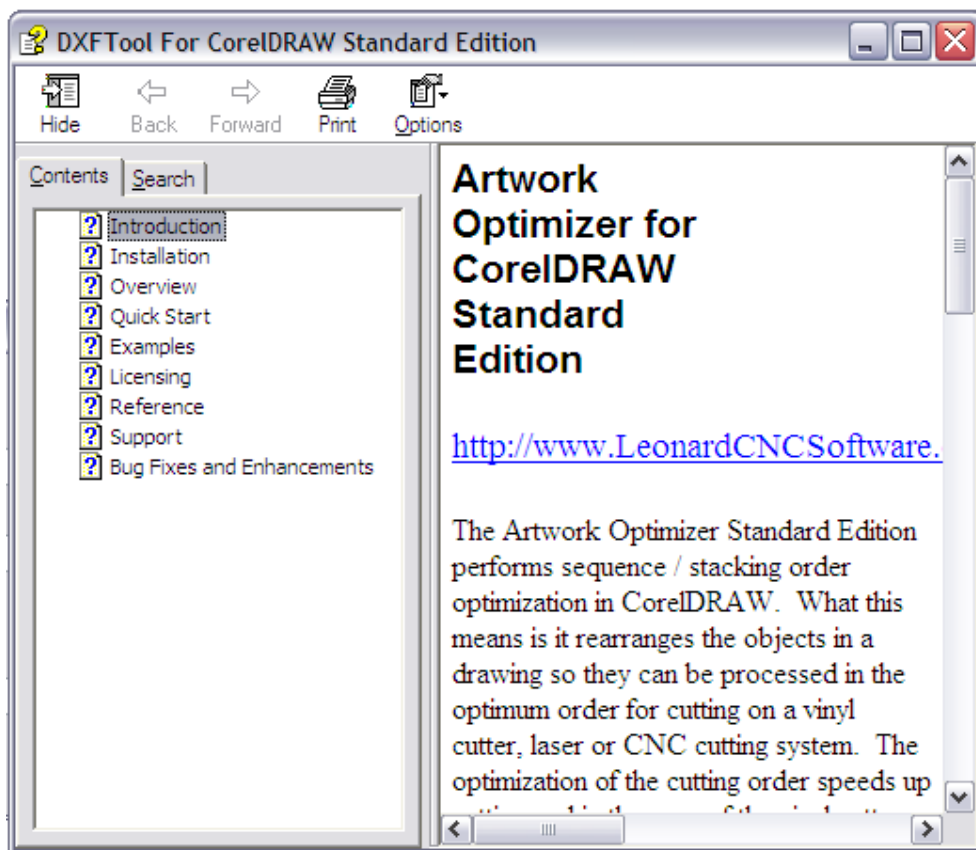 DXFTool For CorelDRAW Standard Edition
Hide Back Forward Print Options
Contents Search
Introduction
Installation
Overview
Quick Start
Examples
Licensing
Reference
Support
Bug Fixes and Enhancements
Artwork
Optimizer for
CorelDRAW
Standard
Edition
http://www.LeonardCNCSoftware.
The Artwork Optimizer Standard Edition
performs sequence / stacking order
optimization in CorelDRAW.  What this
means is it rearranges the objects in a
drawing so they can be processed in the
optimum order for cutting on a vinyl
cutter, laser or CNC cutting system.  The
optimization of the cutting order speeds up